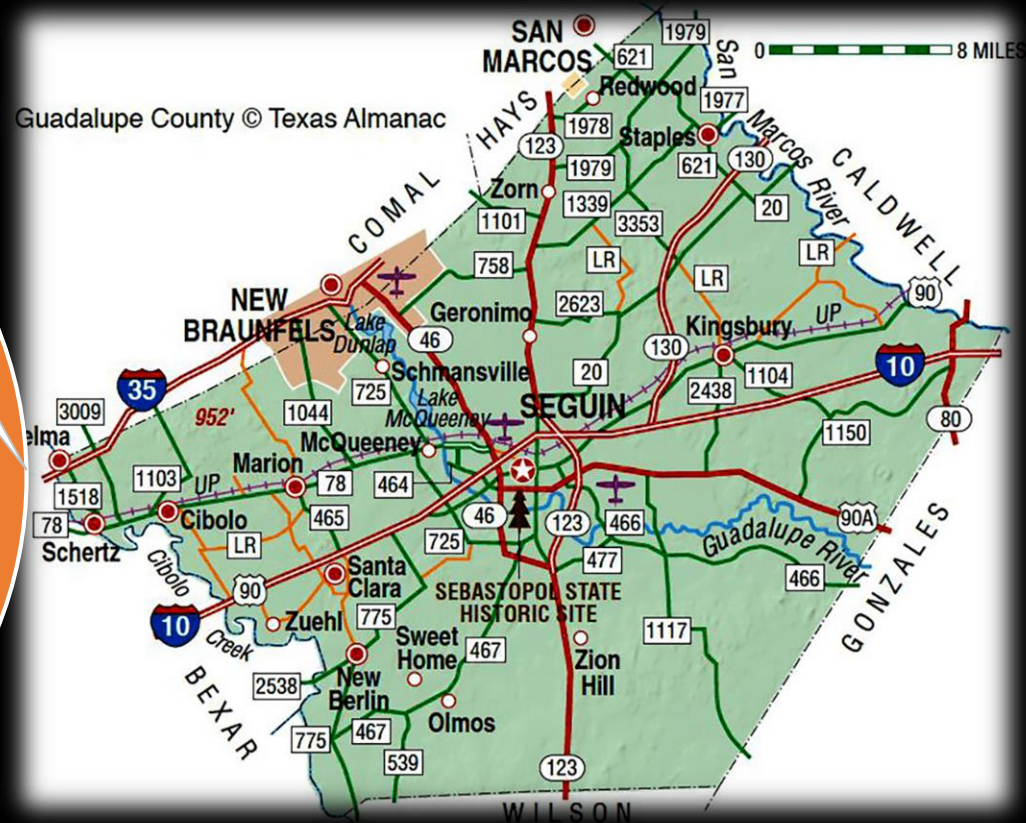 SAN
MARCOS
621
1979
San
0
8 MILES
Redwood
1977
Guadalupe County © Texas Almanac
HAYS
1978
Staples
Marcos
123
1979
621
130
River
CALDWELL
COMAL
Zorn
1339
1101
3353
20
758
LR
LR
LR
NEW
BRAUNFELS
Lake
Dunlap
Geronimo
2623
90
46
Kingsbury
UP
130
35
725
Schmansville
20
2438
1104
10
3009
952'
1044
Lake
McQueeney
SEGUIN
80
elma
McQueeney
1150
1103
UP
Marion
78
464
1518
78
Schertz
Cibolo
465
46
123
466
90A
Cibolo
LR
725
Guadalupe River
477
466
GONZALES
90
Santa
Clara
SEBASTOPOL STATE
HISTORIC SITE
10
Creek
Zuehl
775
Sweet
Home
467
1117
Zion
Hill
BEXAR
2538
New
Berlin
Olmos
775
467
539
123
WILSON